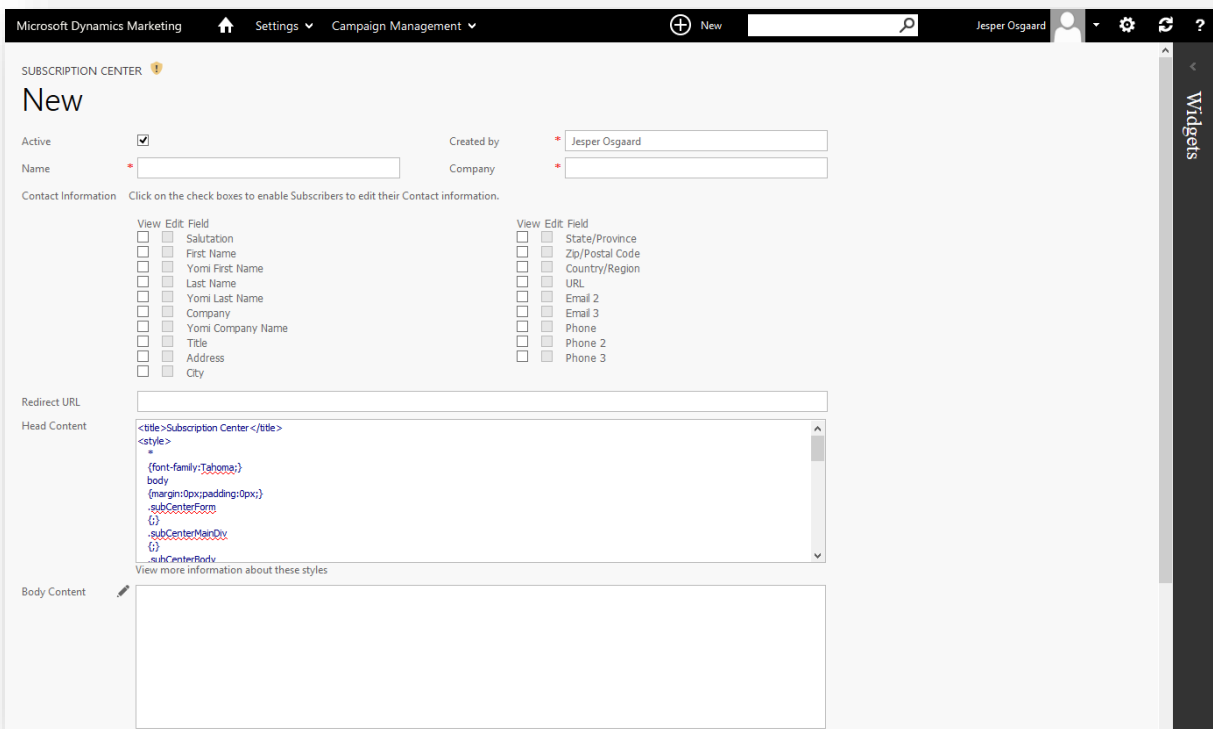 Microsoft Dynamics Marketing Settings Campaign Management New Jesper Osgaard ?
SUBSCRIPTION CENTER
New
Widgets
Active Created by * Jesper Osgaard
Name * Company *
Contact Information Click on the check boxes to enable Subscribers to edit their Contact information.
View Edit Field View Edit Field
Salutation State/Province
First Name Zip/Postal Code
Yomi First Name Country/Region
Last Name URL
Yomi Last Name Email 2
Company Email 3
Yomi Company Name Phone
Title Phone 2
Address Phone 3
City
Redirect URL
Head Content <title>Subscription Center</title>
<style>
*
{font-family:Tahoma;}
body
{margin:0px;padding:0px;}
.subCenterForm
{;}
.subCenterMainDiv
{;}
.subCenterBody
View more information about these styles
Body Content